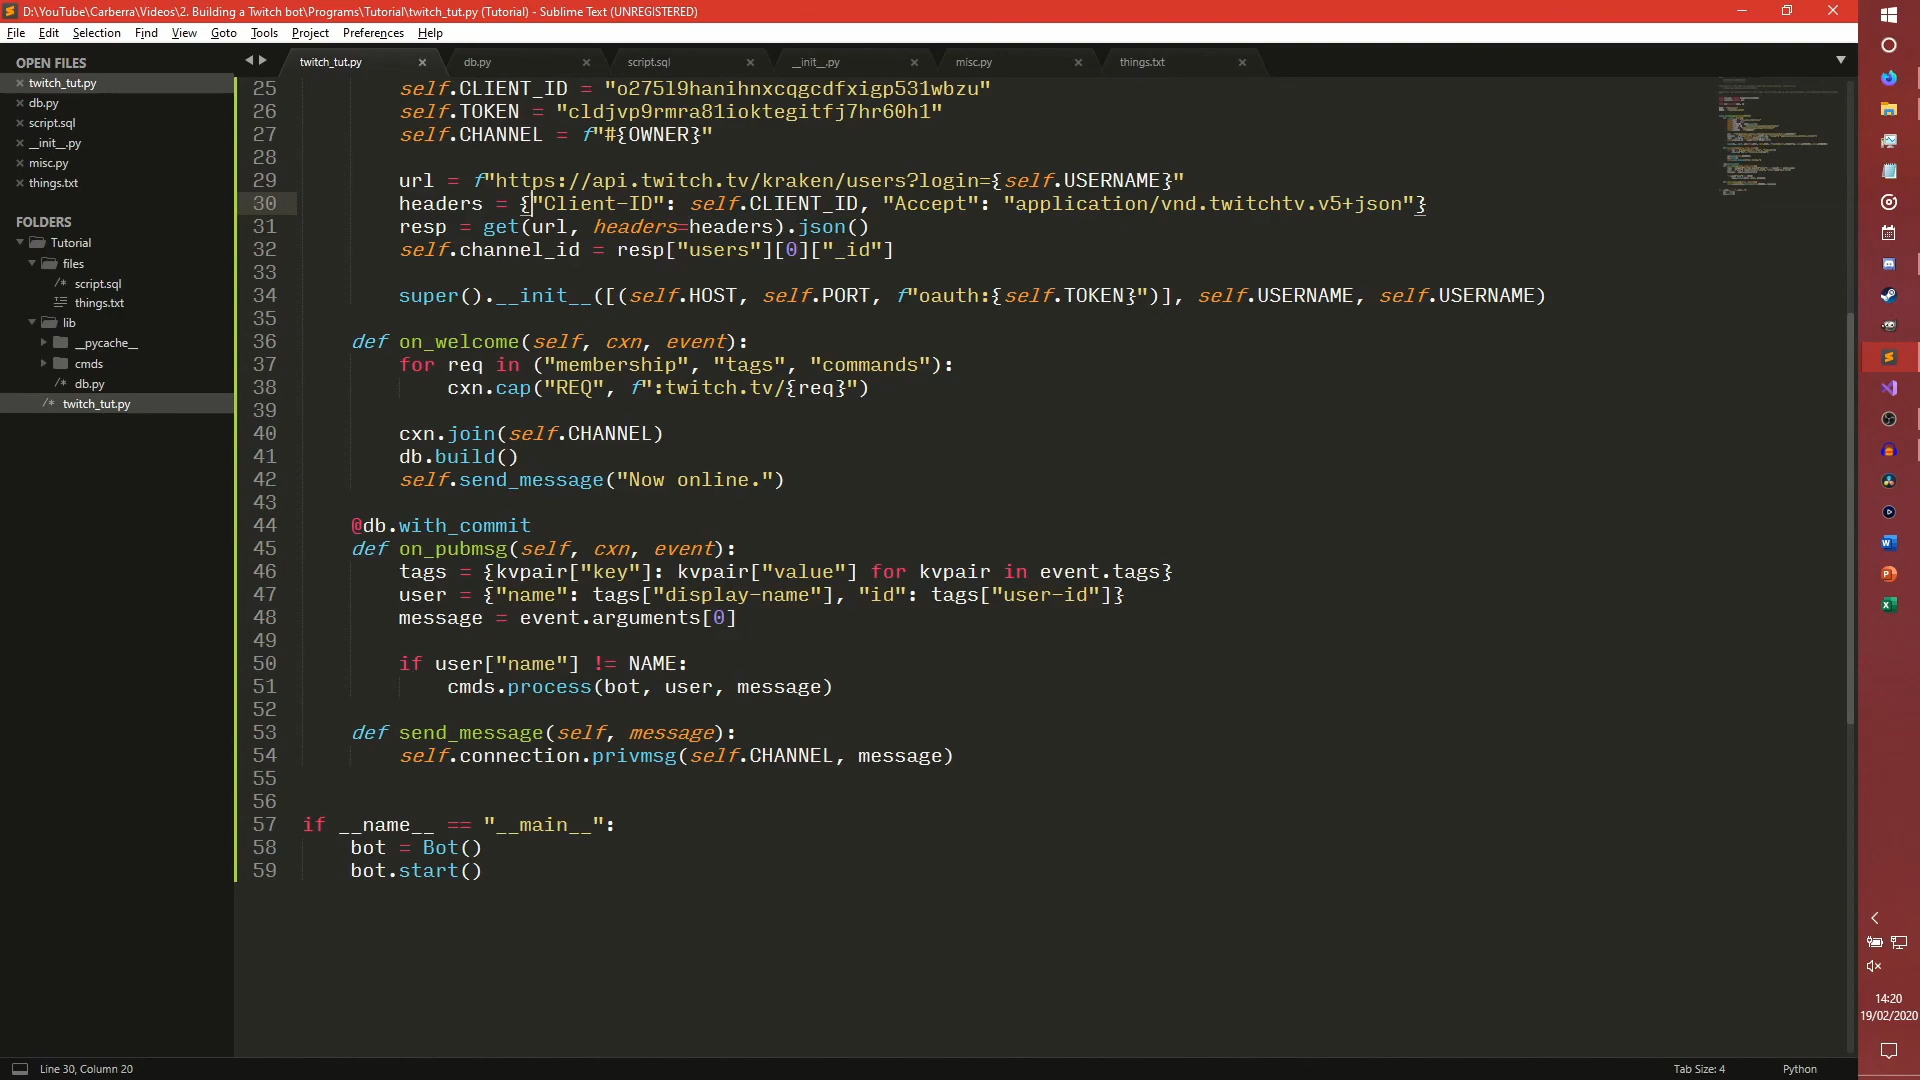 D:\YouTube\Carberra\Videos\2. Building a Twitch bot\Programs\Tutorial\twitch_tut.py (Tutorial) - Sublime Text (UNREGISTERED)
File Edit Selection Find View Goto Tools Project Preferences Help
OPEN FILES
twitch_tut.py
db.py
script.sql
__init__.py
misc.py
things.txt
FOLDERS
Tutorial
files
script.sql
things.txt
lib
__pycache__
cmds
db.py
twitch_tut.py
twitch_tut.py db.py script.sql __init__.py misc.py things.txt
25 self.CLIENT_ID = "o275l9hanihnxcqgcdfxigp531wbzu"
26 self.TOKEN = "cldjvp9rmra81ioktegitfj7hr60h1"
27 self.CHANNEL = f"#{OWNER}"
28
29 url = f"https://api.twitch.tv/kraken/users?login={self.USERNAME}"
30 headers = {"Client-ID": self.CLIENT_ID, "Accept": "application/vnd.twitchtv.v5+json"}
31 resp = get(url, headers=headers).json()
32 self.channel_id = resp["users"][0]["_id"]
33
34 super().__init__([(self.HOST, self.PORT, f"oauth:{self.TOKEN}")], self.USERNAME, self.USERNAME)
35
36 def on_welcome(self, cxn, event):
37 for req in ("membership", "tags", "commands"):
38 cxn.cap("REQ", f":twitch.tv/{req}")
39
40 cxn.join(self.CHANNEL)
41 db.build()
42 self.send_message("Now online.")
43
44 @db.with_commit
45 def on_pubmsg(self, cxn, event):
46 tags = {kvpair["key"]: kvpair["value"] for kvpair in event.tags}
47 user = {"name": tags["display-name"], "id": tags["user-id"]}
48 message = event.arguments[0]
49
50 if user["name"] != NAME:
51 cmds.process(bot, user, message)
52
53 def send_message(self, message):
54 self.connection.privmsg(self.CHANNEL, message)
55
56
57 if __name__ == "__main__":
58 bot = Bot()
59 bot.start()
14:20
19/02/2020
Line 30, Column 20
Tab Size: 4
Python